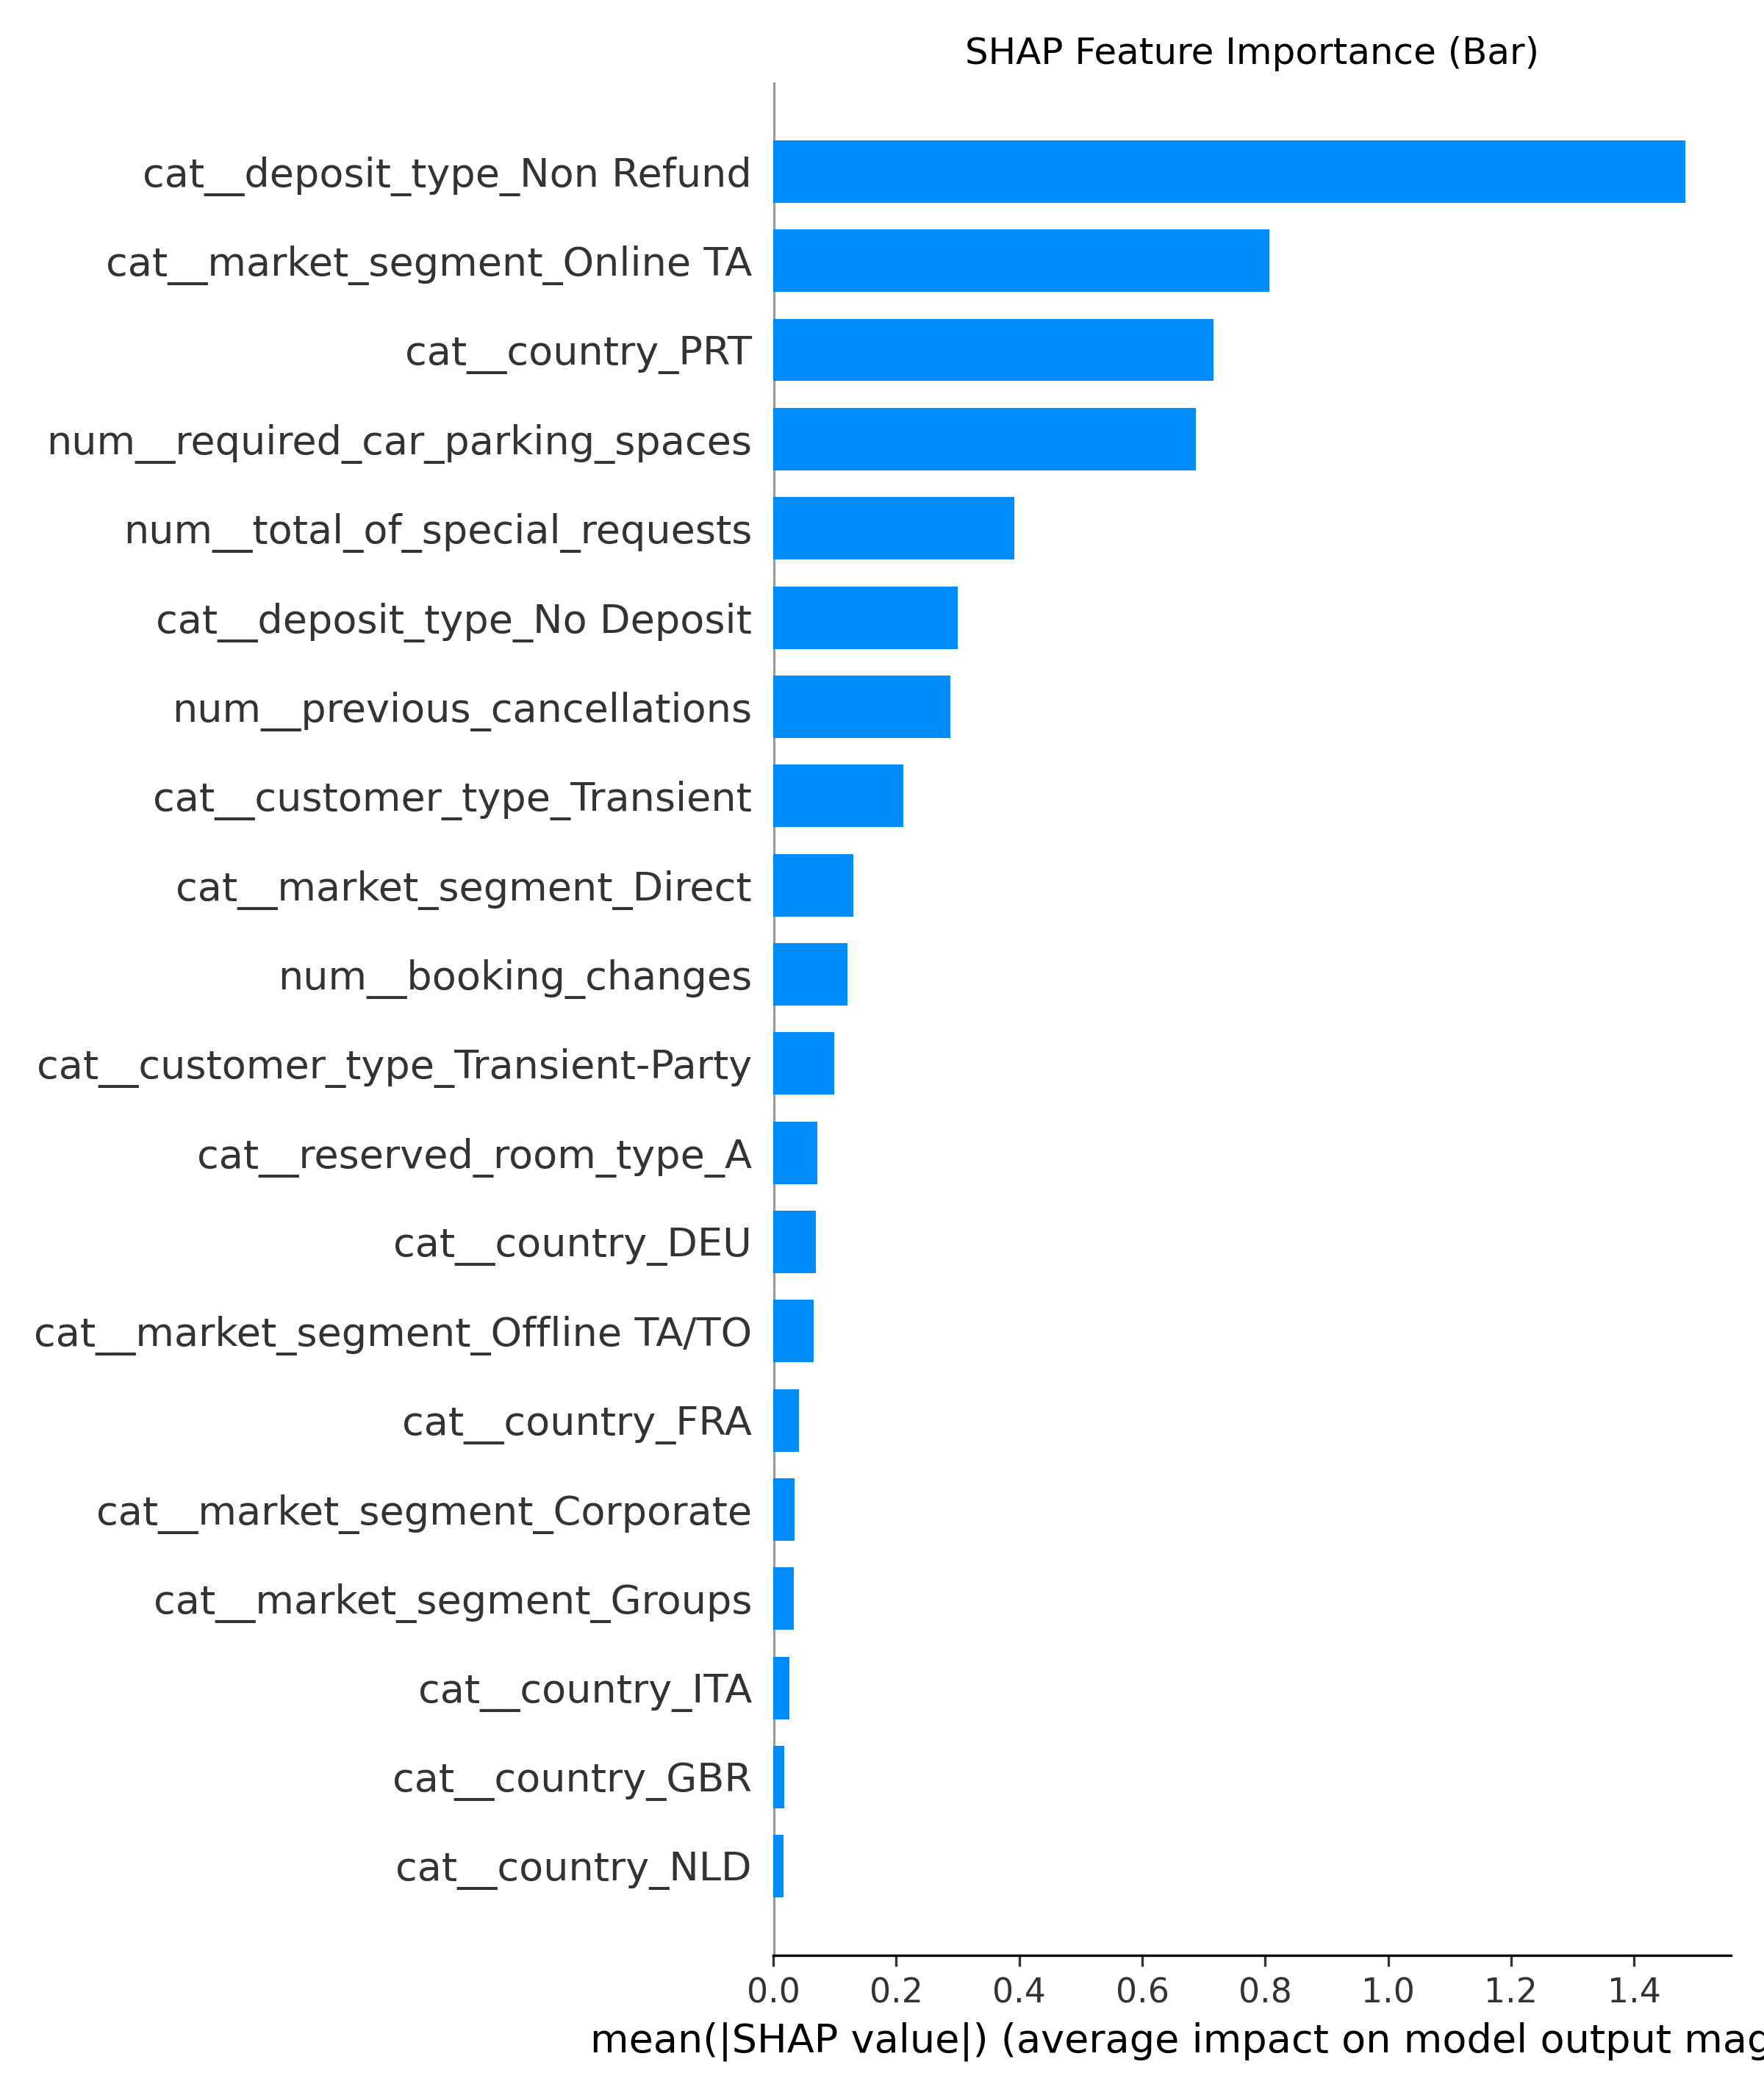 SHAP Feature Importance (Bar)
cat__deposit_type_Non Refund
cat__market_segment_Online TA
cat__country_PRT
num__required_car_parking_spaces
num__total_of_special_requests
cat__deposit_type_No Deposit
num__previous_cancellations
cat__customer_type_Transient
cat__market_segment_Direct
num__booking_changes
cat__customer_type_Transient-Party
cat__reserved_room_type_A
cat__country_DEU
cat__market_segment_Offline TA/TO
cat__country_FRA
cat__market_segment_Corporate
cat__market_segment_Groups
cat__country_ITA
cat__country_GBR
cat__country_NLD
0.0 0.2 0.4 0.6 0.8 1.0 1.2 1.4
mean(|SHAP value|) (average impact on model output mag